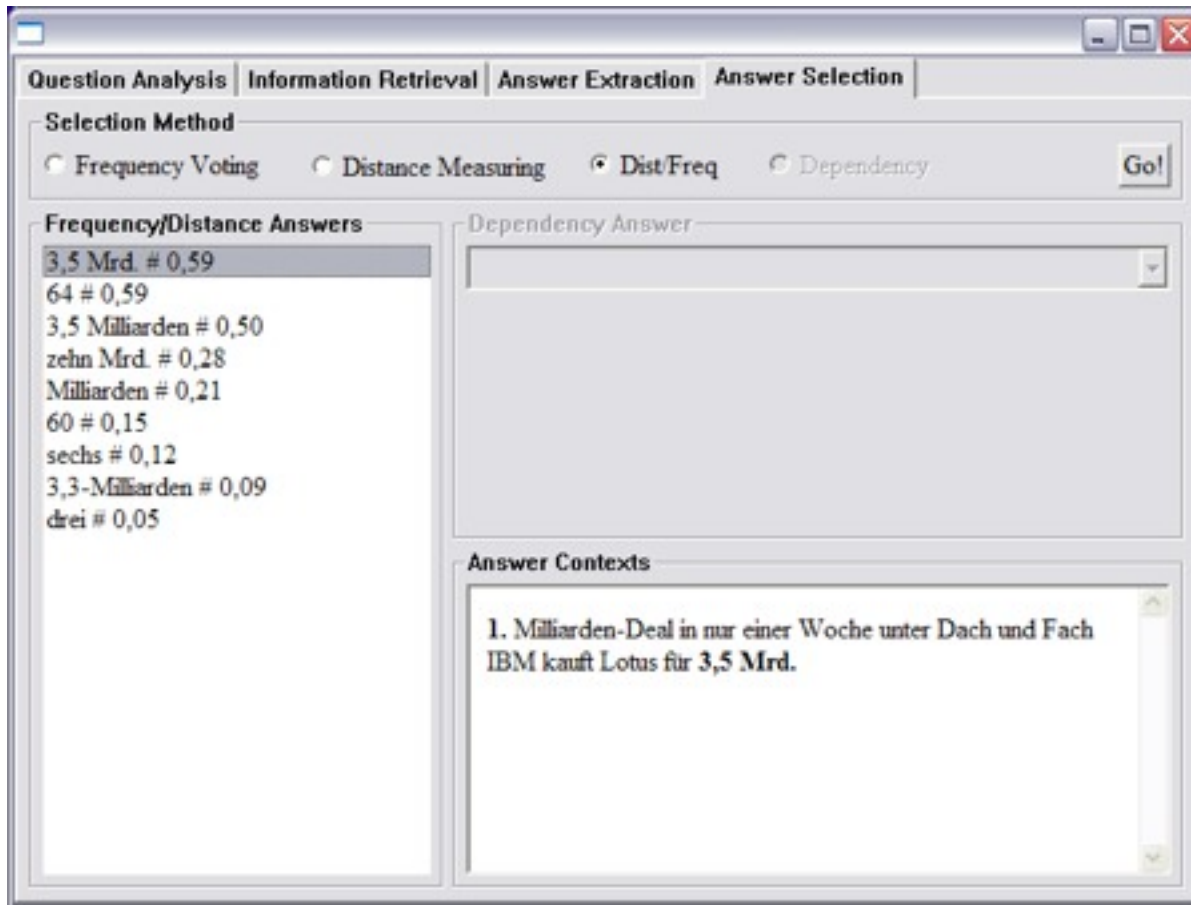 Question Analysis Information Retrieval Answer Extraction Answer Selection
Selection Method
Frequency Voting Distance Measuring Dist/Freq Dependency Go!
Frequency/Distance Answers
3,5 Mrd. # 0,59
64 # 0,59
3,5 Milliarden # 0,50
zehn Mrd. # 0,28
Milliarden # 0,21
60 # 0,15
sechs # 0,12
3,3-Milliarden # 0,09
drei # 0,05
Dependency Answer
Answer Contexts
1. Milliarden-Deal in nur einer Woche unter Dach und Fach
IBM kauft Lotus für 3,5 Mrd.